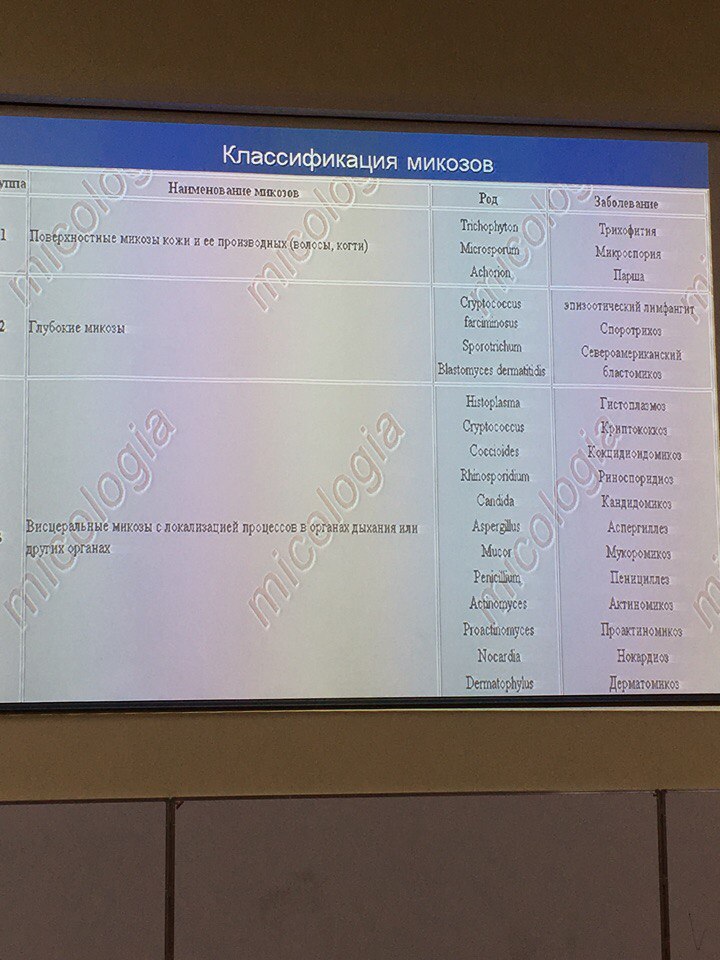 Классификация микозов
уппа Наименование микозов Род Заболевание
1 Поверхностные микозы кожи и ее производных (волосы, когти) Trichophyton Трихофития
Microsporum Микроспория
Achorion Парша
2 Глубокие микозы Cryptococcus farciminosus эпизоотический лимфангит
Sporotrichum Споротрихоз
Blastomyces dermatitidis Североамериканский бластомикоз
Висцеральные микозы с локализацией процессов в органах дыхания или
других органах
Histoplasma Гистоплазмоз
Cryptococcus Криптококкоз
Coccioides Кокцидиоидомикоз
Rhinosporidium Риноспоридиоз
Candida Кандидомикоз
Aspergillus Аспергиллез
Mucor Мукоромикоз
Penicillium Пенициллез
Actinomyces Актиномикоз
Proactinomyces Проактиномикоз
Nocardia Нокардиоз
Dermatophylus Дерматомикоз
micologia
micologia
micologia
micologia
micologia
micologia